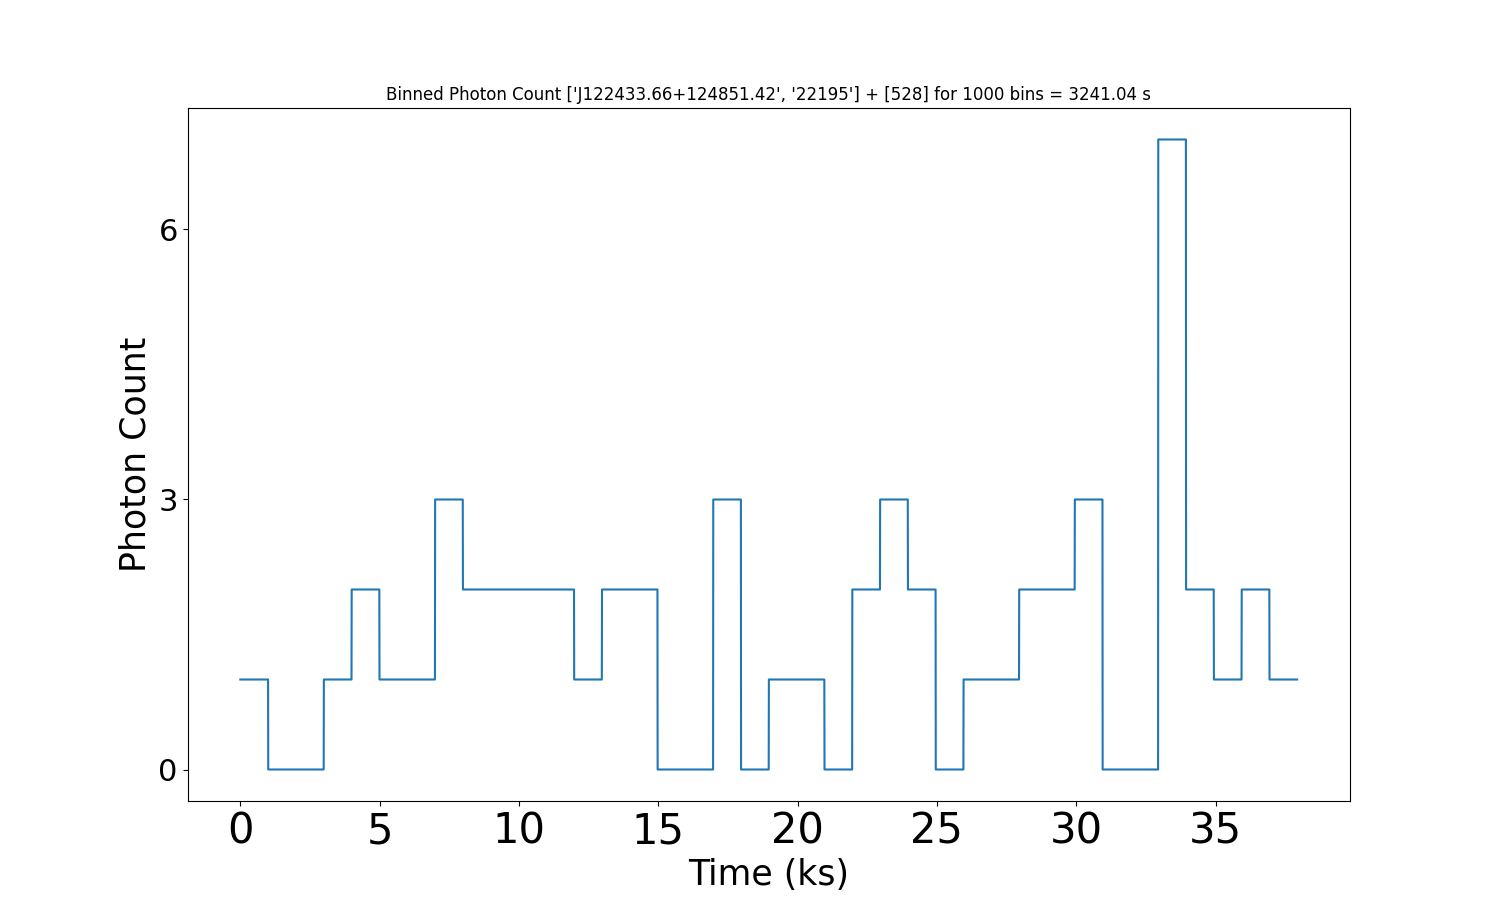 Binned Photon Count ['J122433.66+124851.42', '22195'] + [528] for 1000 bins = 3241.04 s
Photon Count
6
3
0
0 5 10 15 20 25 30 35
Time (ks)